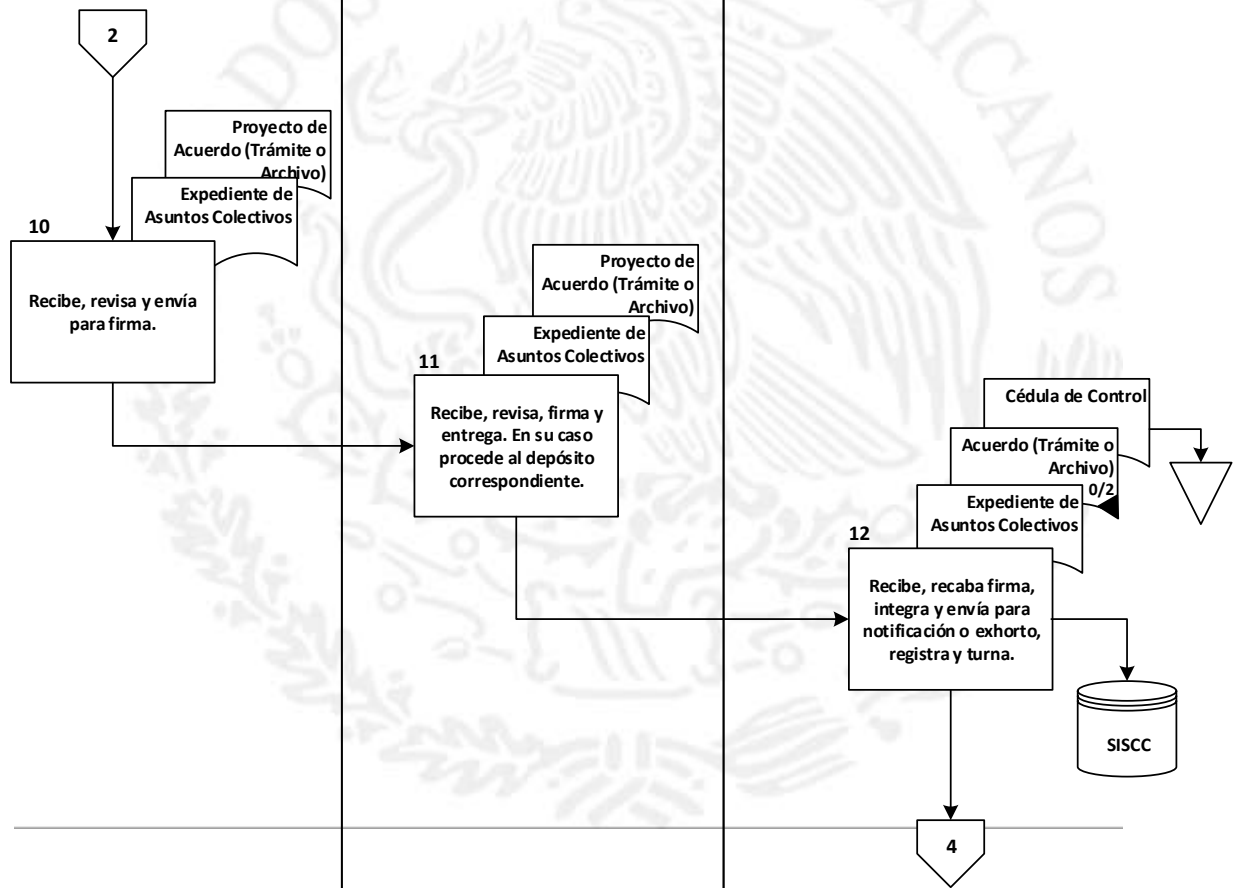 2
Proyecto de
Acuerdo (Trámite o
Archivo)
Expediente de
Asuntos Colectivos
10
Recibe, revisa y envía
para firma.
Proyecto de
Acuerdo (Trámite o
Archivo)
Expediente de
Asuntos Colectivos
11
Recibe, revisa, firma y
entrega. En su caso
procede al depósito
correspondiente.
Cédula de Control
Acuerdo (Trámite o
Archivo)
0/2
Expediente de
Asuntos Colectivos
12
Recibe, recaba firma,
integra y envía para
notificación o exhorto,
registra y turna.
SISCC
4